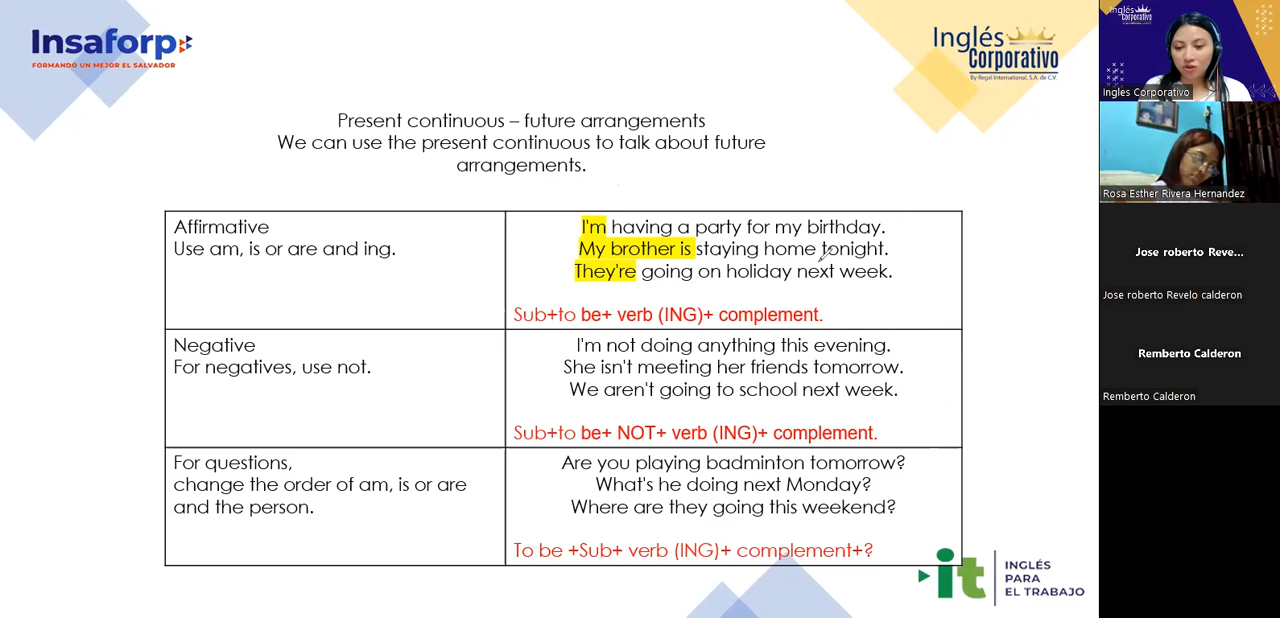 Insaforp
FORMANDO UN MEJOR EL SALVADOR
Inglés
Corporativo
By Regal International, S.A. de C.V.
Present continuous – future arrangements
We can use the present continuous to talk about future
arrangements.
Affirmative
Use am, is or are and ing.
I'm having a party for my birthday.
My brother is staying home tonight.
They're going on holiday next week.
Sub+to be+ verb (ING)+ complement.
Negative
For negatives, use not.
I'm not doing anything this evening.
She isn't meeting her friends tomorrow.
We aren't going to school next week.
Sub+to be+ NOT+ verb (ING)+ complement.
For questions,
change the order of am, is or are
and the person.
Are you playing badminton tomorrow?
What's he doing next Monday?
Where are they going this weekend?
To be +Sub+ verb (ING)+ complement+?
it
INGLÉS
PARA
EL TRABAJO
Inglés
Corporativo
Ingles Corporativo
Rosa Esther Rivera Hernandez
Jose roberto Reve...
Jose roberto Revelo calderon
Remberto Calderon
Remberto Calderon